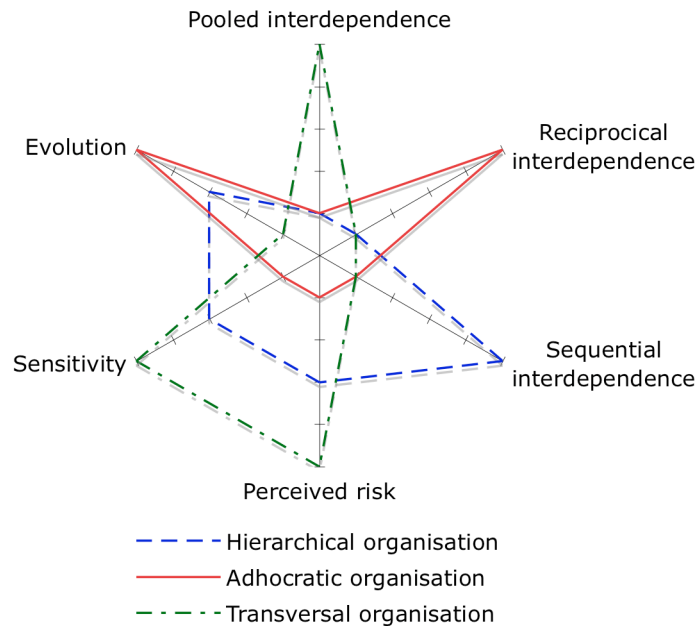 Pooled interdependence
Evolution
Reciprocical
interdependence
Sensitivity
Sequential
interdependence
Perceived risk
Hierarchical organisation
Adhocratic organisation
Transversal organisation